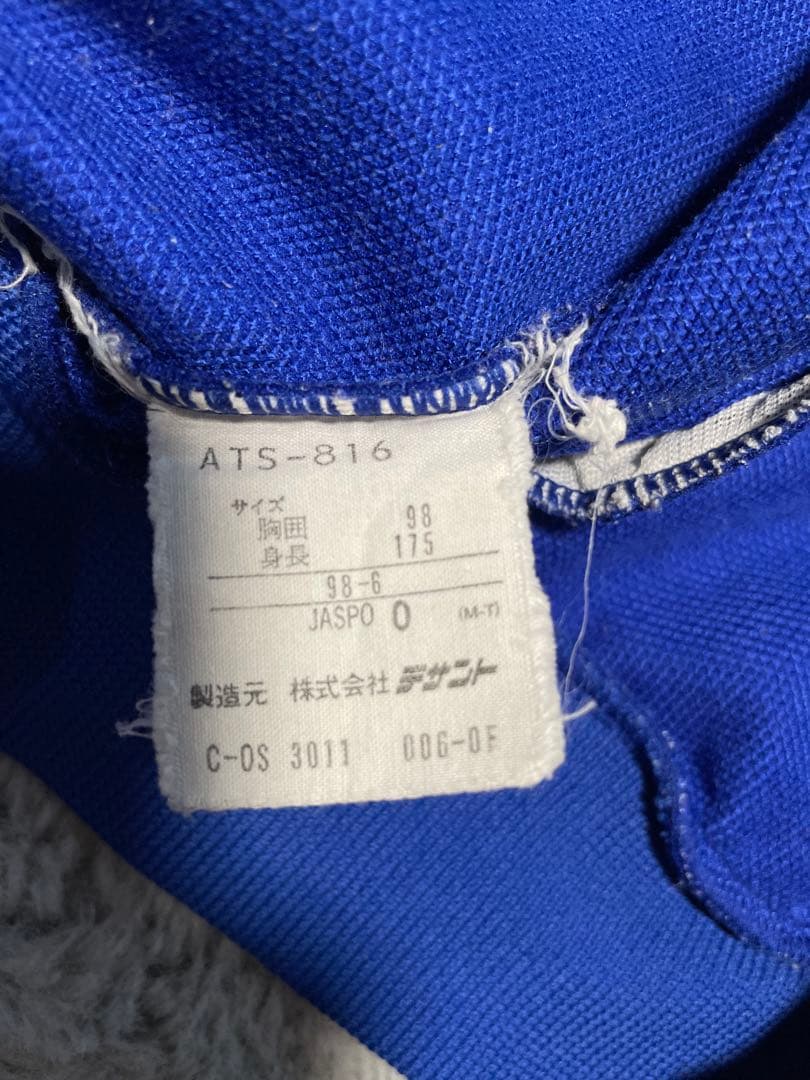 ATS-816
サイズ
胸囲 98
身長 175
98-6
JASPO O (M-T)
製造元 株式会社 デサント
C-OS 3011 006-0F